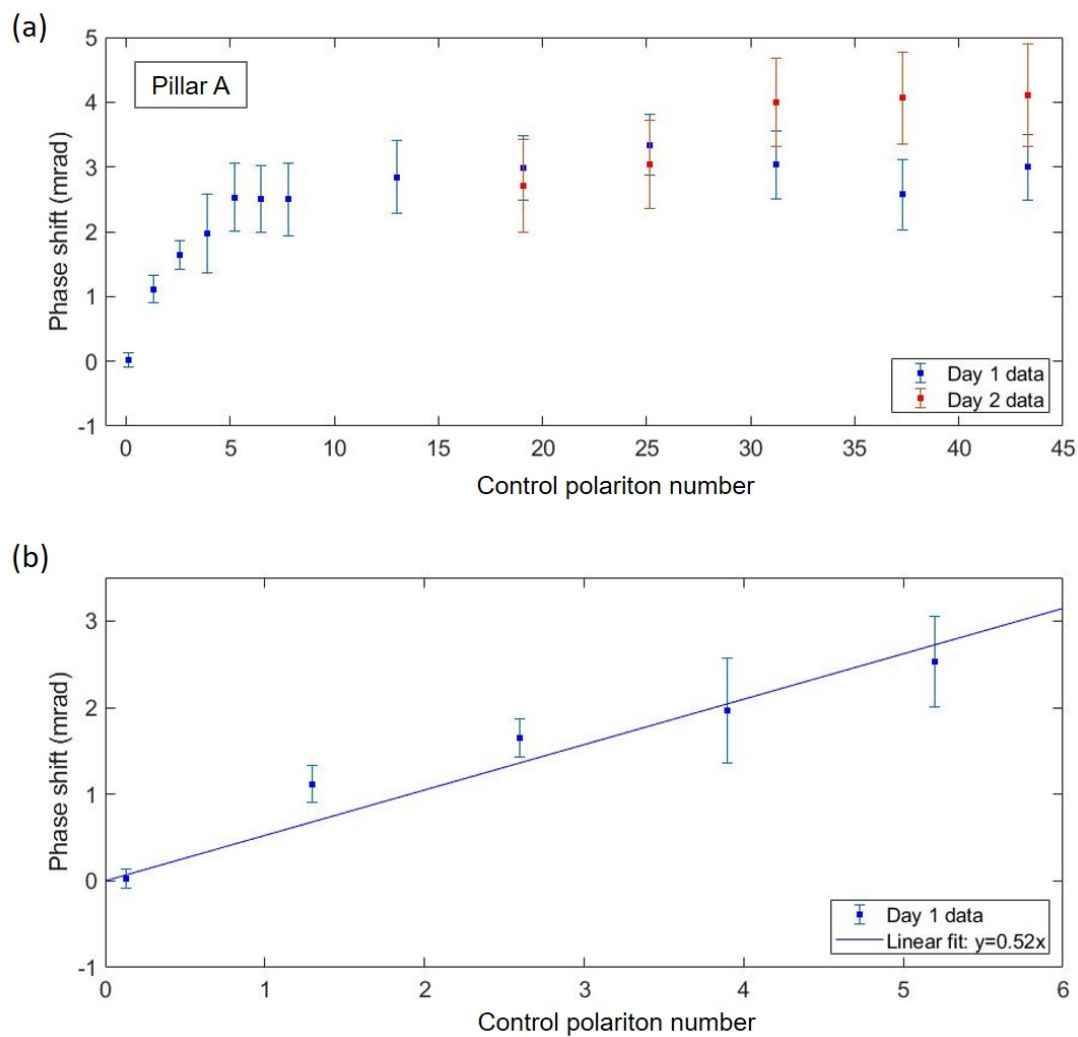 (a)
5
4
3
2
1
0
-1
Phase shift (mrad)
Pillar A
Day 1 data
Day 2 data
0 5 10 15 20 25 30 35 40 45
Control polariton number
(b)
3
2
1
0
-1
Phase shift (mrad)
Day 1 data
Linear fit: y=0.52x
0 1 2 3 4 5 6
Control polariton number